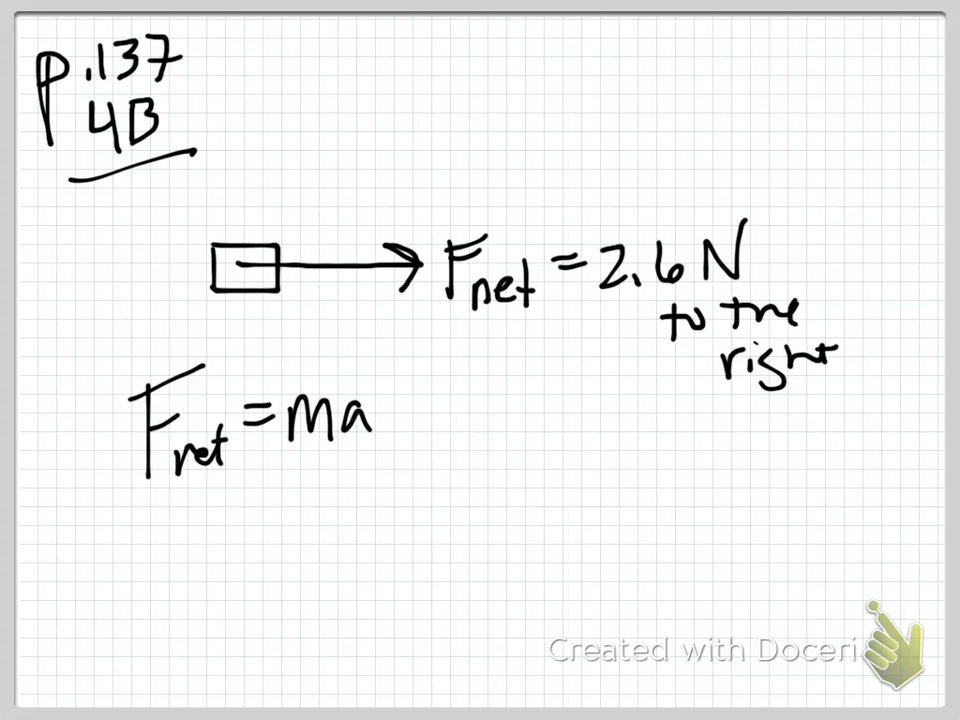 p.137
4B
Fnet = 2.6 N
to the
right
Fnet = ma
Created with Doceri